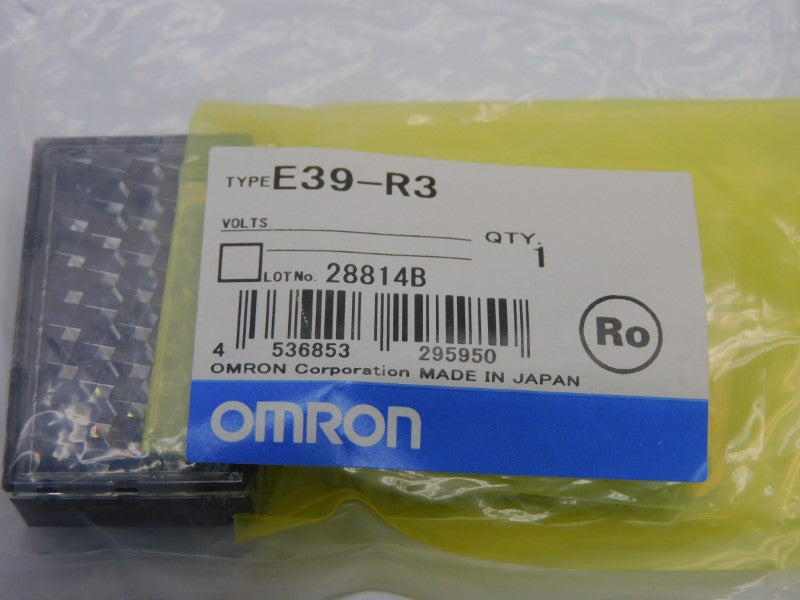 TYPE E39-R3
VOLTS
QTY. 1
LOT No. 28814B
Ro
4 536853 295950
OMRON Corporation MADE IN JAPAN
OMRON